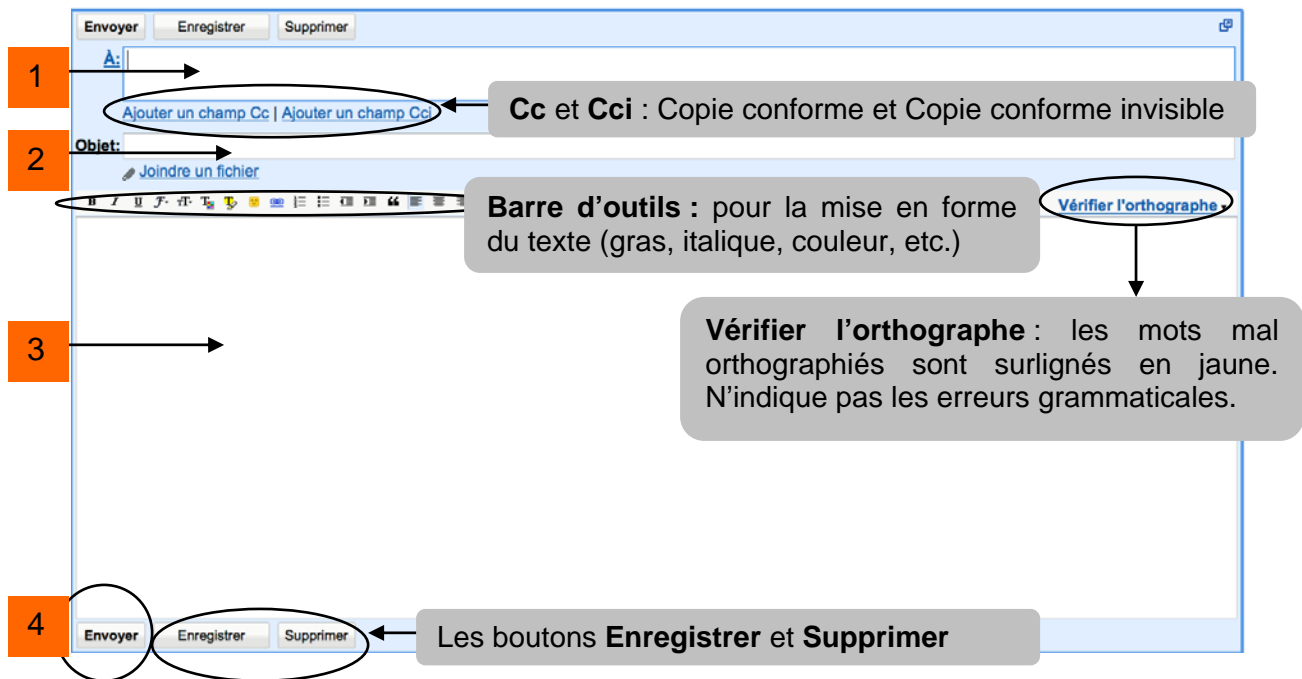 Envoyer Enregistrer Supprimer
1
À:
Ajouter un champ Cc | Ajouter un champ Cci
Cc et Cci : Copie conforme et Copie conforme invisible
2
Objet:
Joindre un fichier
B I U
Barre d’outils : pour la mise en forme
du texte (gras, italique, couleur, etc.)
Vérifier l'orthographe
3
Vérifier l’orthographe : les mots mal
orthographiés sont surlignés en jaune.
N’indique pas les erreurs grammaticales.
4
Envoyer Enregistrer Supprimer
Les boutons Enregistrer et Supprimer